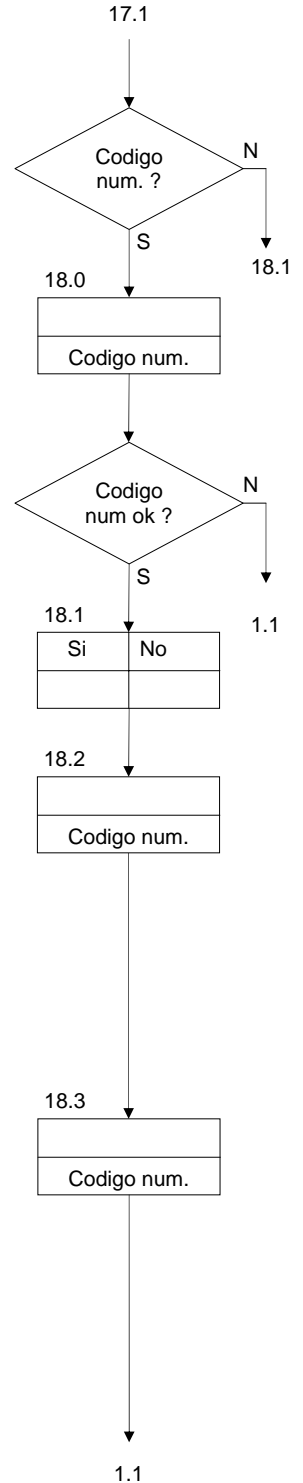 17.1
Codigo
num. ?
N
S
18.1
18.0
Codigo num.
Codigo
num ok ?
N
S
1.1
18.1
Si No
18.2
Codigo num.
18.3
Codigo num.
1.1